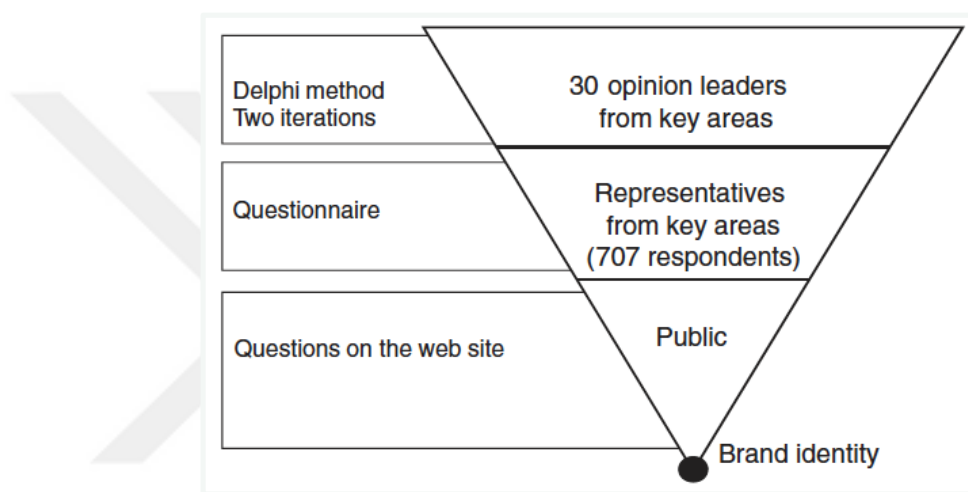 Delphi method
Two iterations
30 opinion leaders
from key areas
Questionnaire
Representatives
from key areas
(707 respondents)
Questions on the web site
Public
Brand identity